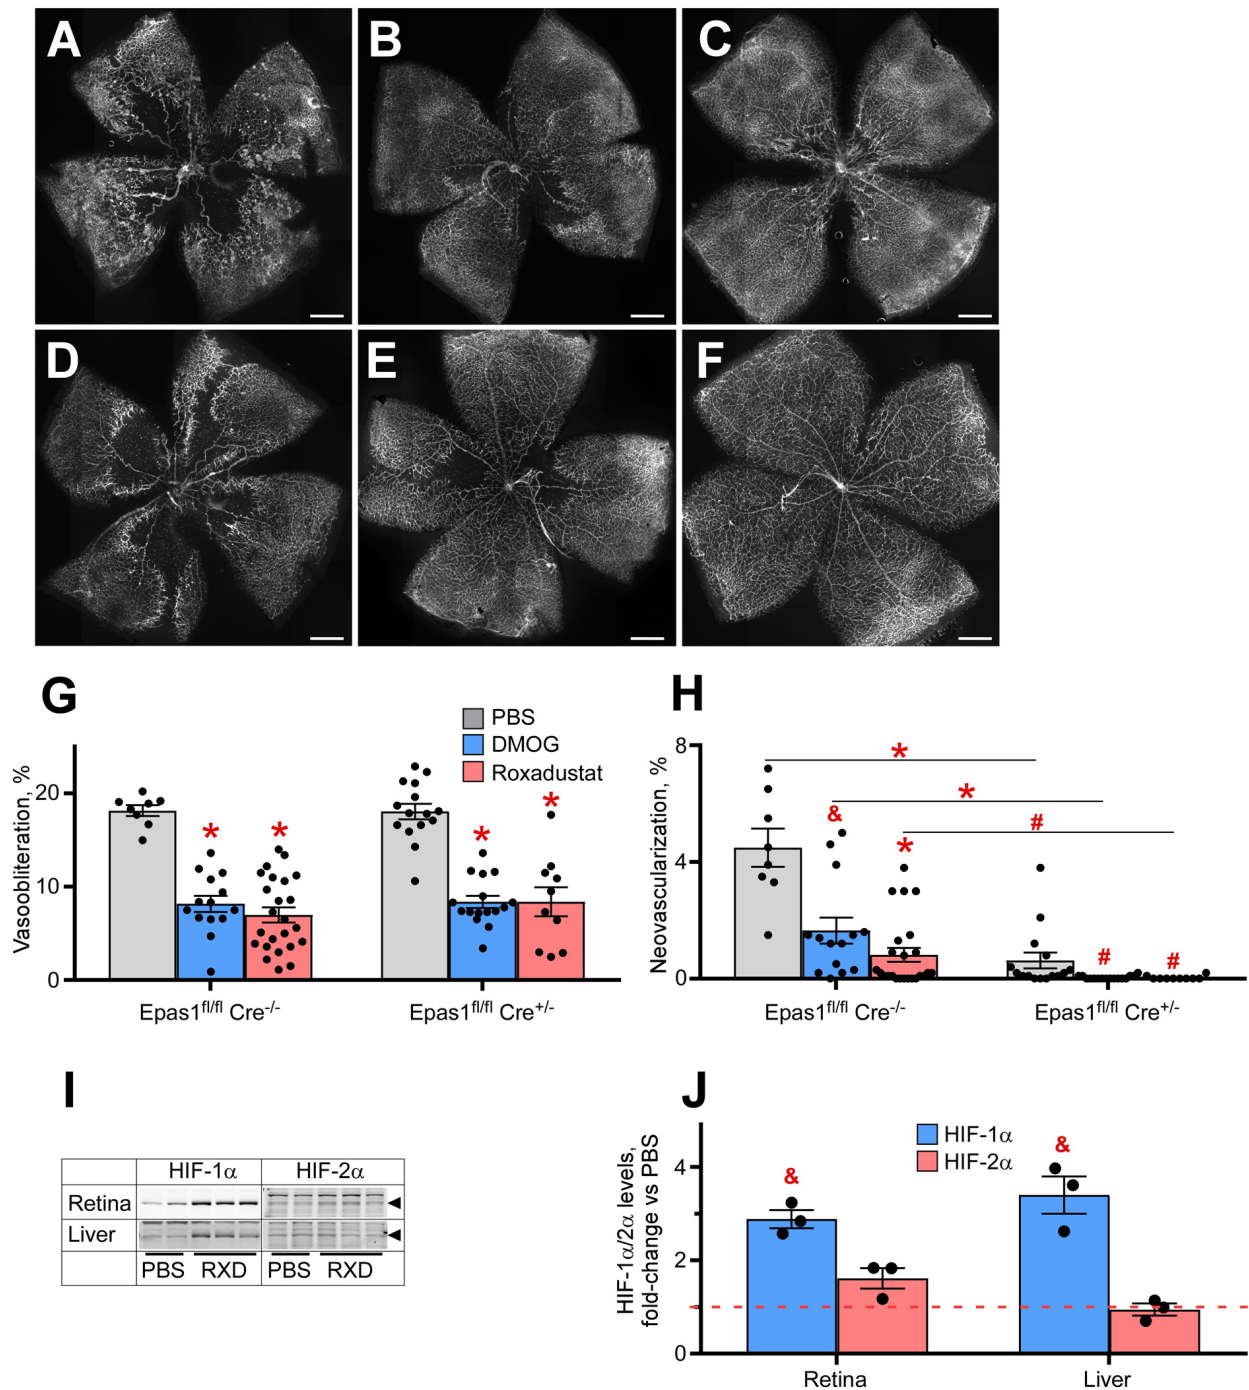 A
B
C
D
E
F
G
PBS
DMOG
Roxadustat
Vasoobliteration, %
20
10
0
* * * *
Epas1fl/fl Cre-/-
Epas1fl/fl Cre+/-
H
Neovascularization, %
8
4
0
*
*
& #
*
# #
Epas1fl/fl Cre-/-
Epas1fl/fl Cre+/-
I
HIF-1α HIF-2α
Retina
Liver
PBS RXD PBS RXD
J
HIF-1α/2α levels,
fold-change vs PBS
HIF-1α
HIF-2α
& &
4
2
0
Retina Liver